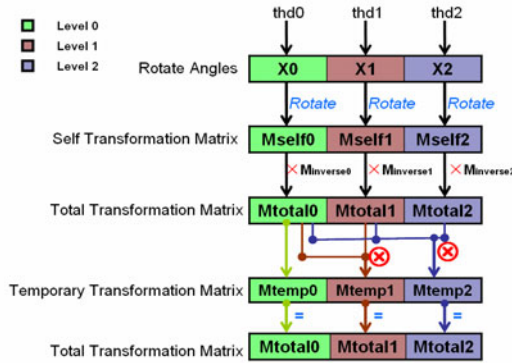 thd0 thd1 thd2
Level 0
Level 1
Level 2
Rotate Angles X0 X1 X2
Rotate Rotate Rotate
Self Transformation Matrix Mself0 Mself1 Mself2
× Minverse0 × Minverse1 × Minverse2
Total Transformation Matrix Mtotal0 Mtotal1 Mtotal2
Temporary Transformation Matrix Mtemp0 Mtemp1 Mtemp2
= = =
Total Transformation Matrix Mtotal0 Mtotal1 Mtotal2